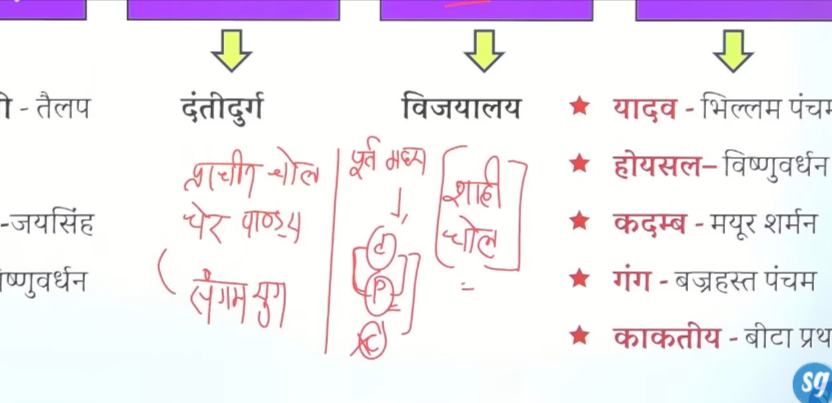 ी - तैलप
दंतीदुर्ग
विजयालय
★ यादव - भिल्लम पंचम
★ होयसल – विष्णुवर्धन
-जयसिंह
★ कदम्ब - मयूर शर्मन
ष्णुवर्धन
★ गंग - बज्रहस्त पंचम
★ काकतीय - बीटा प्रथ
प्राचीन चोल
चेर पाण्ड्य
संगम युग
पूर्व मध्य
C
P
C
शाही
चोल
sg